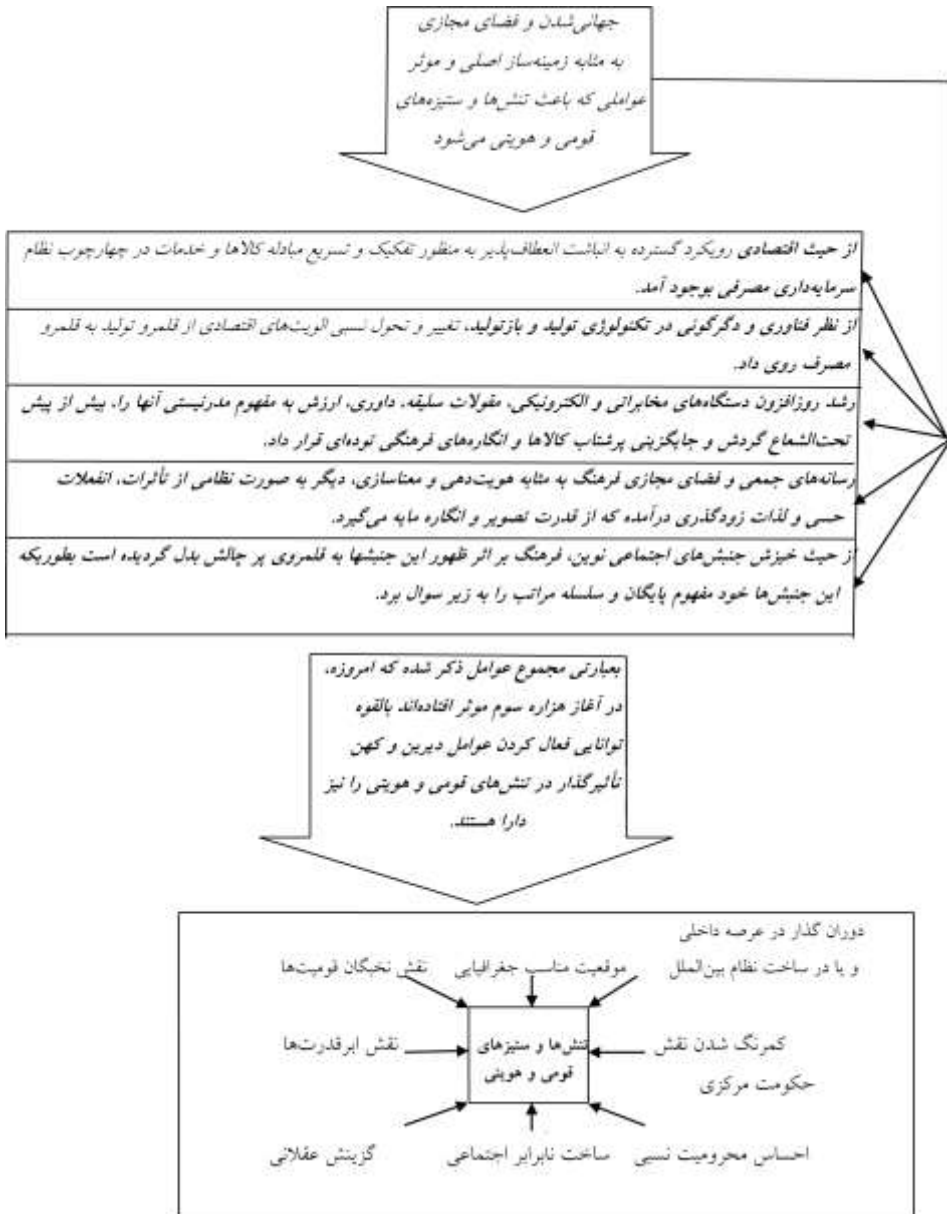 جهانی‌شدن و فضای مجازی
به مثابه زمینه‌ساز اصلی و موثر
عواملی که باعث تنش‌ها و ستیزه‌های
قومی و هویتی می‌شود
از حیث اقتصادی رویکرد گسترده به انباشت انعطاف‌پذیر به منظور تفکیک و تسریع مبادله کالاها و خدمات در چهارچوب نظام
سرمایه‌داری مصرفی بوجود آمد.
از نظر فناوری و دگرگونی در تکنولوژی تولید و بازتولید، تغییر و تحول نسبی الویت‌های اقتصادی از قلمرو تولید به قلمرو
مصرف روی داد.
رشد روزافزون دستگاه‌های مخابراتی و الکترونیکی، مقولات سلیقه، داوری، ارزش به مفهوم مدرنیستی آنها را، بیش از پیش
تحت‌الشعاع گردش و جایگزینی پرشتاب کالاها و انگاره‌های فرهنگی توده‌ای قرار داد.
رسانه‌های جمعی و فضای مجازی فرهنگ به مثابه هویت‌دهی و معناسازی، دیگر به صورت نظامی از تأثرات، انفعلات
حسی و لذات زودگذری درآمده که از قدرت تصویر و انگاره مایه می‌گیرد.
از حیث خیزش جنبش‌های اجتماعی نوین، فرهنگ بر اثر ظهور این جنبشها به قلمروی پر چالش بدل گردیده است بطوریکه
این جنبش‌ها خود مفهوم پایگان و سلسله مراتب را به زیر سوال برد.
بعبارتی مجموع عوامل ذکر شده که امروزه،
در آغاز هزاره سوم موثر افتاده‌اند بالقوه
توانایی فعال کردن عوامل دیرین و کهن
تأثیرگذار در تنش‌های قومی و هویتی را نیز
دارا هستند.
دوران گذار در عرصه داخلی
و یا در ساخت نظام بین‌الملل
موقعیت مناسب جغرافیایی
نقش نخبگان قومیت‌ها
کمرنگ شدن نقش
حکومت مرکزی
تنش‌ها و ستیزهای
قومی و هویتی
نقش ابرقدرت‌ها
احساس محرومیت نسبی
ساخت نابرابر اجتماعی
گزینش عقلانی